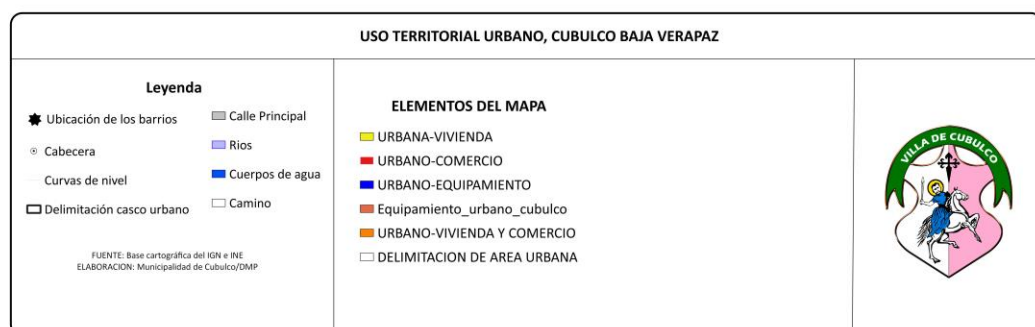 USO TERRITORIAL URBANO, CUBULCO BAJA VERAPAZ
Leyenda
Ubicación de los barrios
Cabecera
Curvas de nivel
Delimitación casco urbano
Calle Principal
Rios
Cuerpos de agua
Camino
FUENTE: Base cartográfica del IGN e INE
ELABORACION: Municipalidad de Cubulco/DMP
ELEMENTOS DEL MAPA
URBANA-VIVIENDA
URBANO-COMERCIO
URBANO-EQUIPAMIENTO
Equipamiento_urbano_cubulco
URBANO-VIVIENDA Y COMERCIO
DELIMITACION DE AREA URBANA
VILLA DE CUBULCO